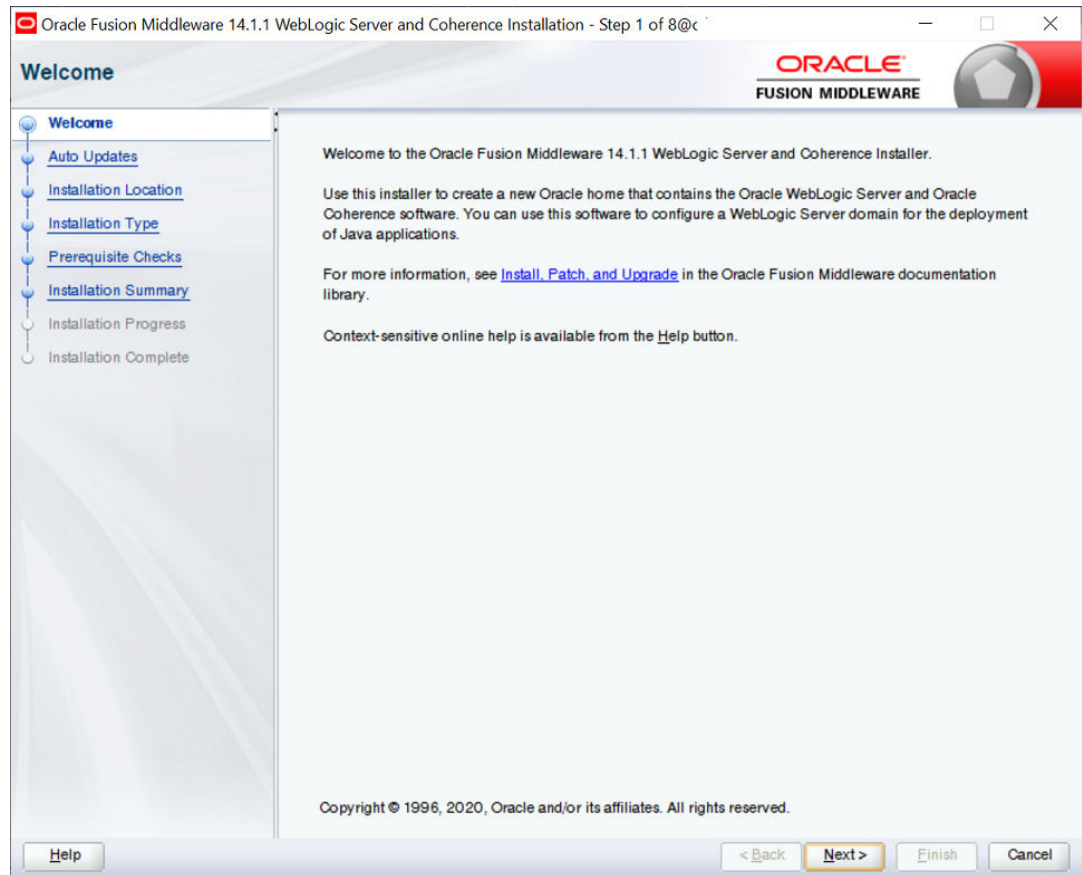 Oracle Fusion Middleware 14.1.1 WebLogic Server and Coherence Installation - Step 1 of 8@c
Welcome
ORACLE
FUSION MIDDLEWARE
Welcome
Auto Updates
Installation Location
Installation Type
Prerequisite Checks
Installation Summary
Installation Progress
Installation Complete
Welcome to the Oracle Fusion Middleware 14.1.1 WebLogic Server and Coherence Installer.
Use this installer to create a new Oracle home that contains the Oracle WebLogic Server and Oracle
Coherence software. You can use this software to configure a WebLogic Server domain for the deployment
of Java applications.
For more information, see Install, Patch, and Upgrade in the Oracle Fusion Middleware documentation
library.
Context-sensitive online help is available from the Help button.
Copyright © 1996, 2020, Oracle and/or its affiliates. All rights reserved.
Help
< Back
Next >
Finish
Cancel